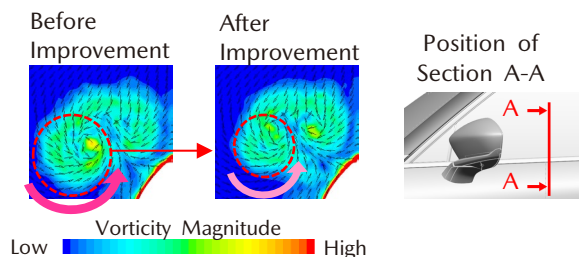 Before
Improvement
After
Improvement
Position of
Section A-A
A
A
Vorticity Magnitude
Low
High